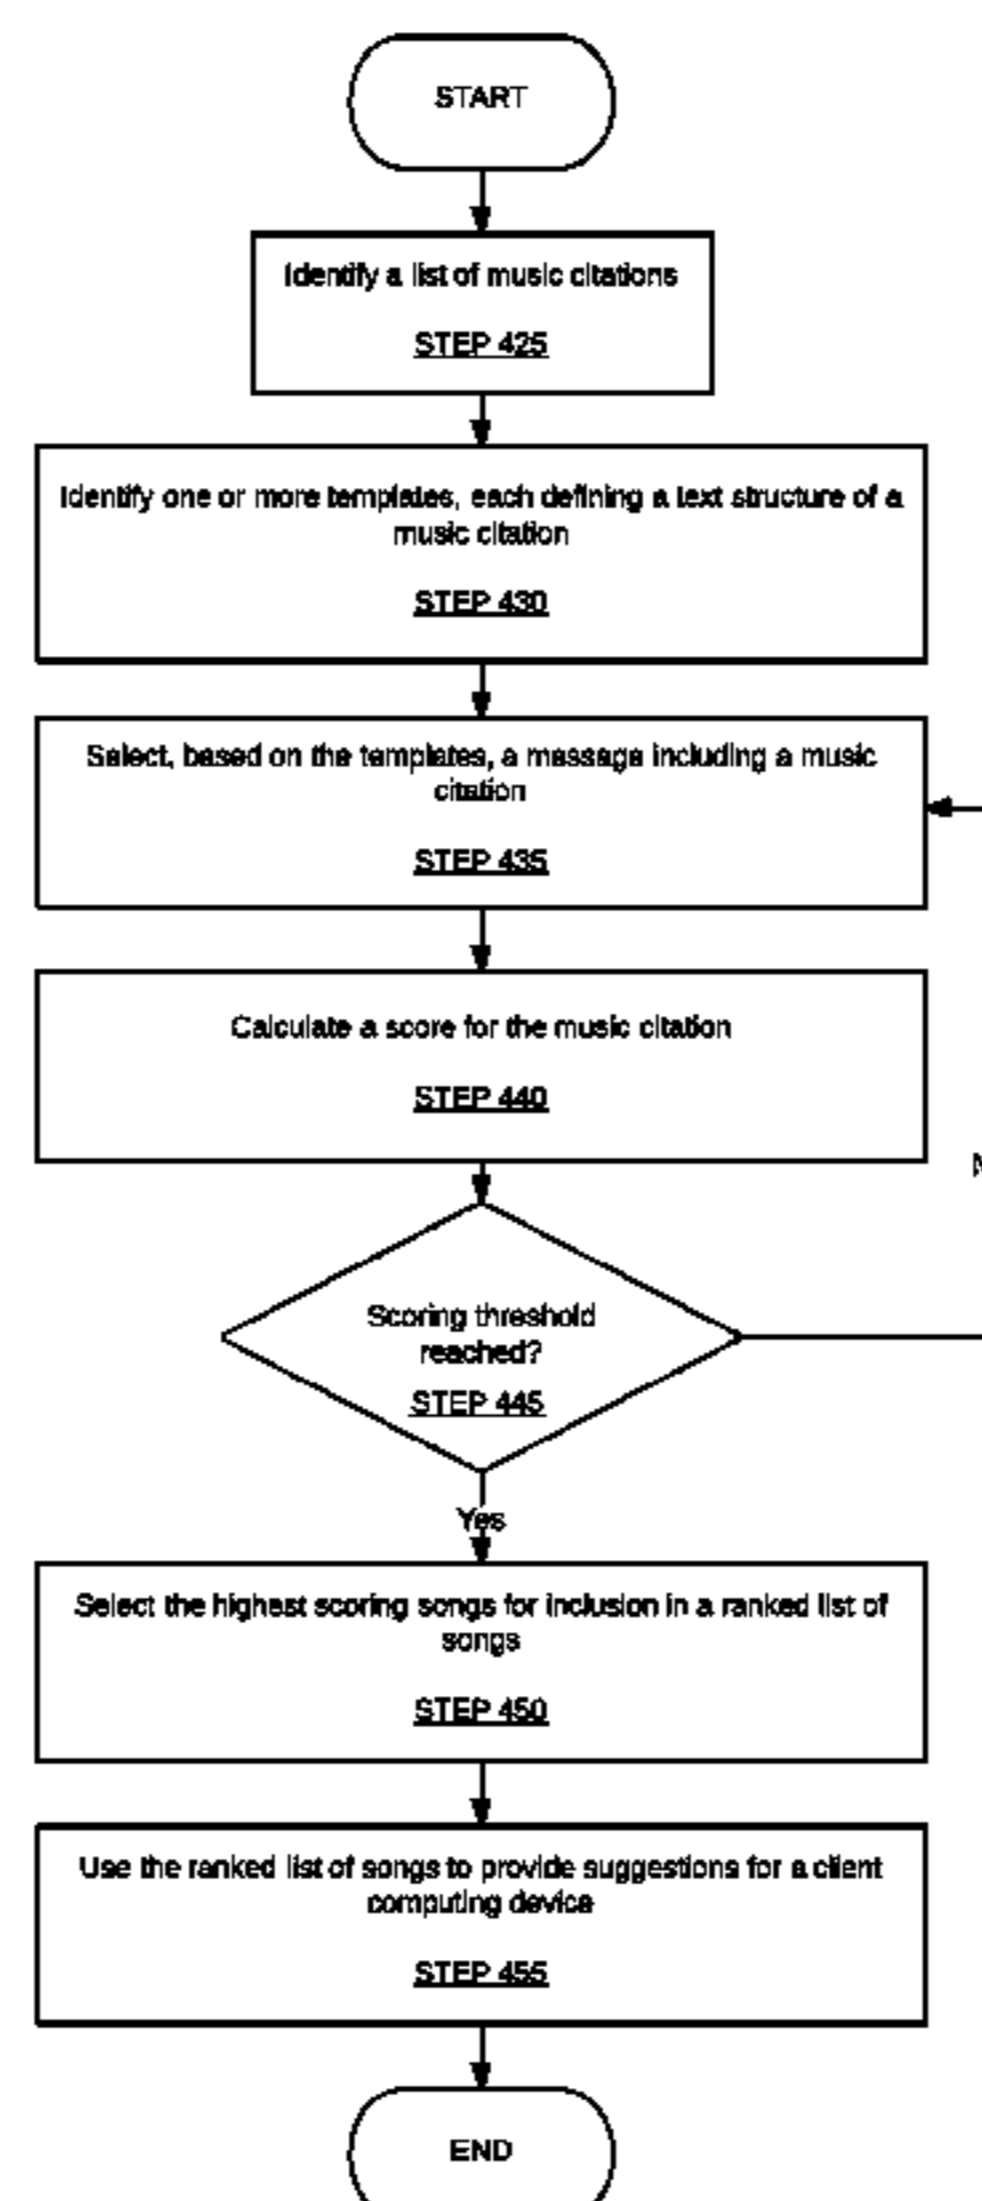 START
Identify a list of music citations
STEP 425
Identify one or more templates, each defining a text structure of a
music citation
STEP 430
Select, based on the templates, a message including a music
citation
STEP 435
Calculate a score for the music citation
STEP 440
Scoring threshold
reached?
STEP 445
Yes
Select the highest scoring songs for inclusion in a ranked list of
songs
STEP 450
Use the ranked list of songs to provide suggestions for a client
computing device
STEP 455
END